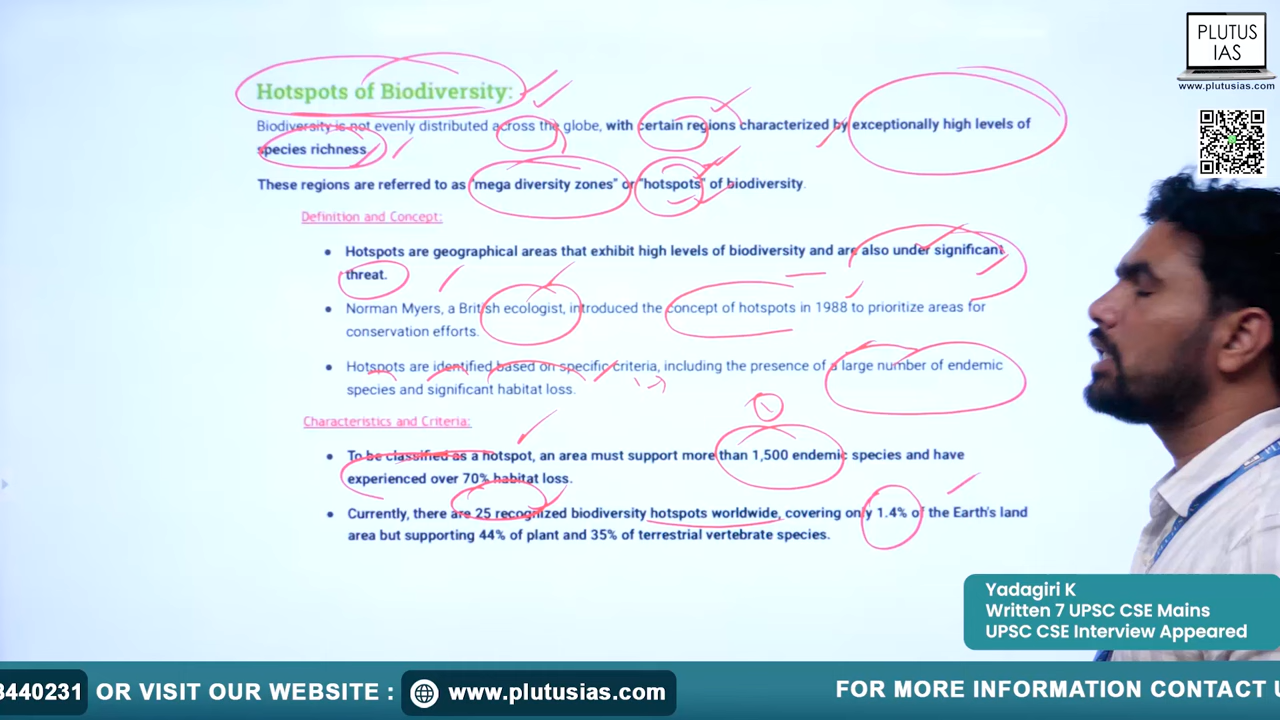 PLUTUS
IAS
www.plutusias.com
Hotspots of Biodiversity:
Biodiversity is not evenly distributed across the globe, with certain regions characterized by exceptionally high levels of
species richness.
These regions are referred to as "mega diversity zones" or "hotspots" of biodiversity.
Definition and Concept:
• Hotspots are geographical areas that exhibit high levels of biodiversity and are also under significant
threat.
• Norman Myers, a British ecologist, introduced the concept of hotspots in 1988 to prioritize areas for
conservation efforts.
• Hotspots are identified based on specific criteria, including the presence of a large number of endemic
species and significant habitat loss.
Characteristics and Criteria:
• To be classified as a hotspot, an area must support more than 1,500 endemic species and have
experienced over 70% habitat loss.
• Currently, there are 25 recognized biodiversity hotspots worldwide, covering only 1.4% of the Earth's land
area but supporting 44% of plant and 35% of terrestrial vertebrate species.
Yadagiri K
Written 7 UPSC CSE Mains
UPSC CSE Interview Appeared
8440231 OR VISIT OUR WEBSITE : www.plutusias.com FOR MORE INFORMATION CONTACT U